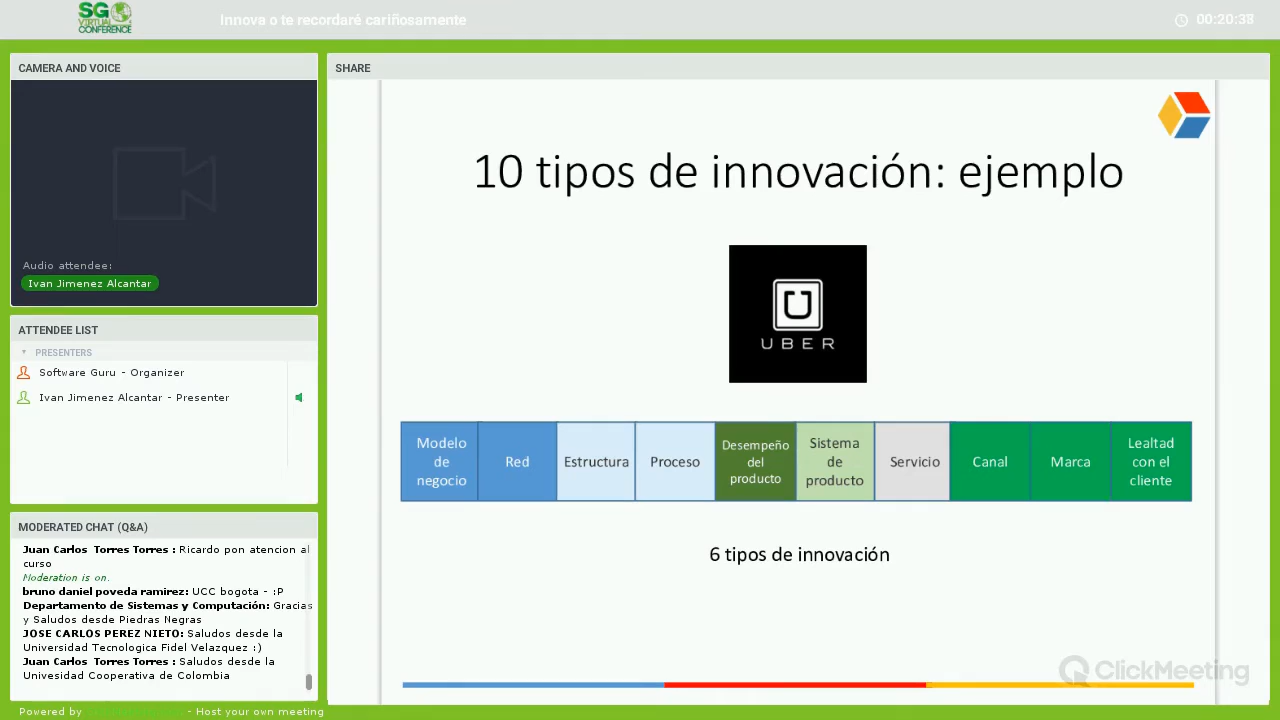 SG
VIRTUAL
CONFERENCE
Innova o te recordaré cariñosamente
CAMERA AND VOICE
Audio attendee:
Ivan Jimenez Alcantar
ATTENDEE LIST
PRESENTERS
Software Guru - Organizer
Ivan Jimenez Alcantar - Presenter
MODERATED CHAT (Q&A)
Juan Carlos Torres Torres : Ricardo pon atencion al
curso
Moderation is on.
bruno daniel poveda ramirez: UCC bogota - :P
Departamento de Sistemas y Computación: Gracias
y Saludos desde Piedras Negras
JOSE CARLOS PEREZ NIETO: Saludos desde la
Universidad Tecnologica Fidel Velazquez :)
Juan Carlos Torres Torres : Saludos desde la
Univesidad Cooperativa de Colombia
Powered by
- Host your own meeting
SHARE
10 tipos de innovación: ejemplo
UBER
Modelo
de
negocio
Red
Estructura
Proceso
Desempeño
del
producto
Sistema
de
producto
Servicio
Canal
Marca
Lealtad
con el
cliente
6 tipos de innovación
ClickMeeting